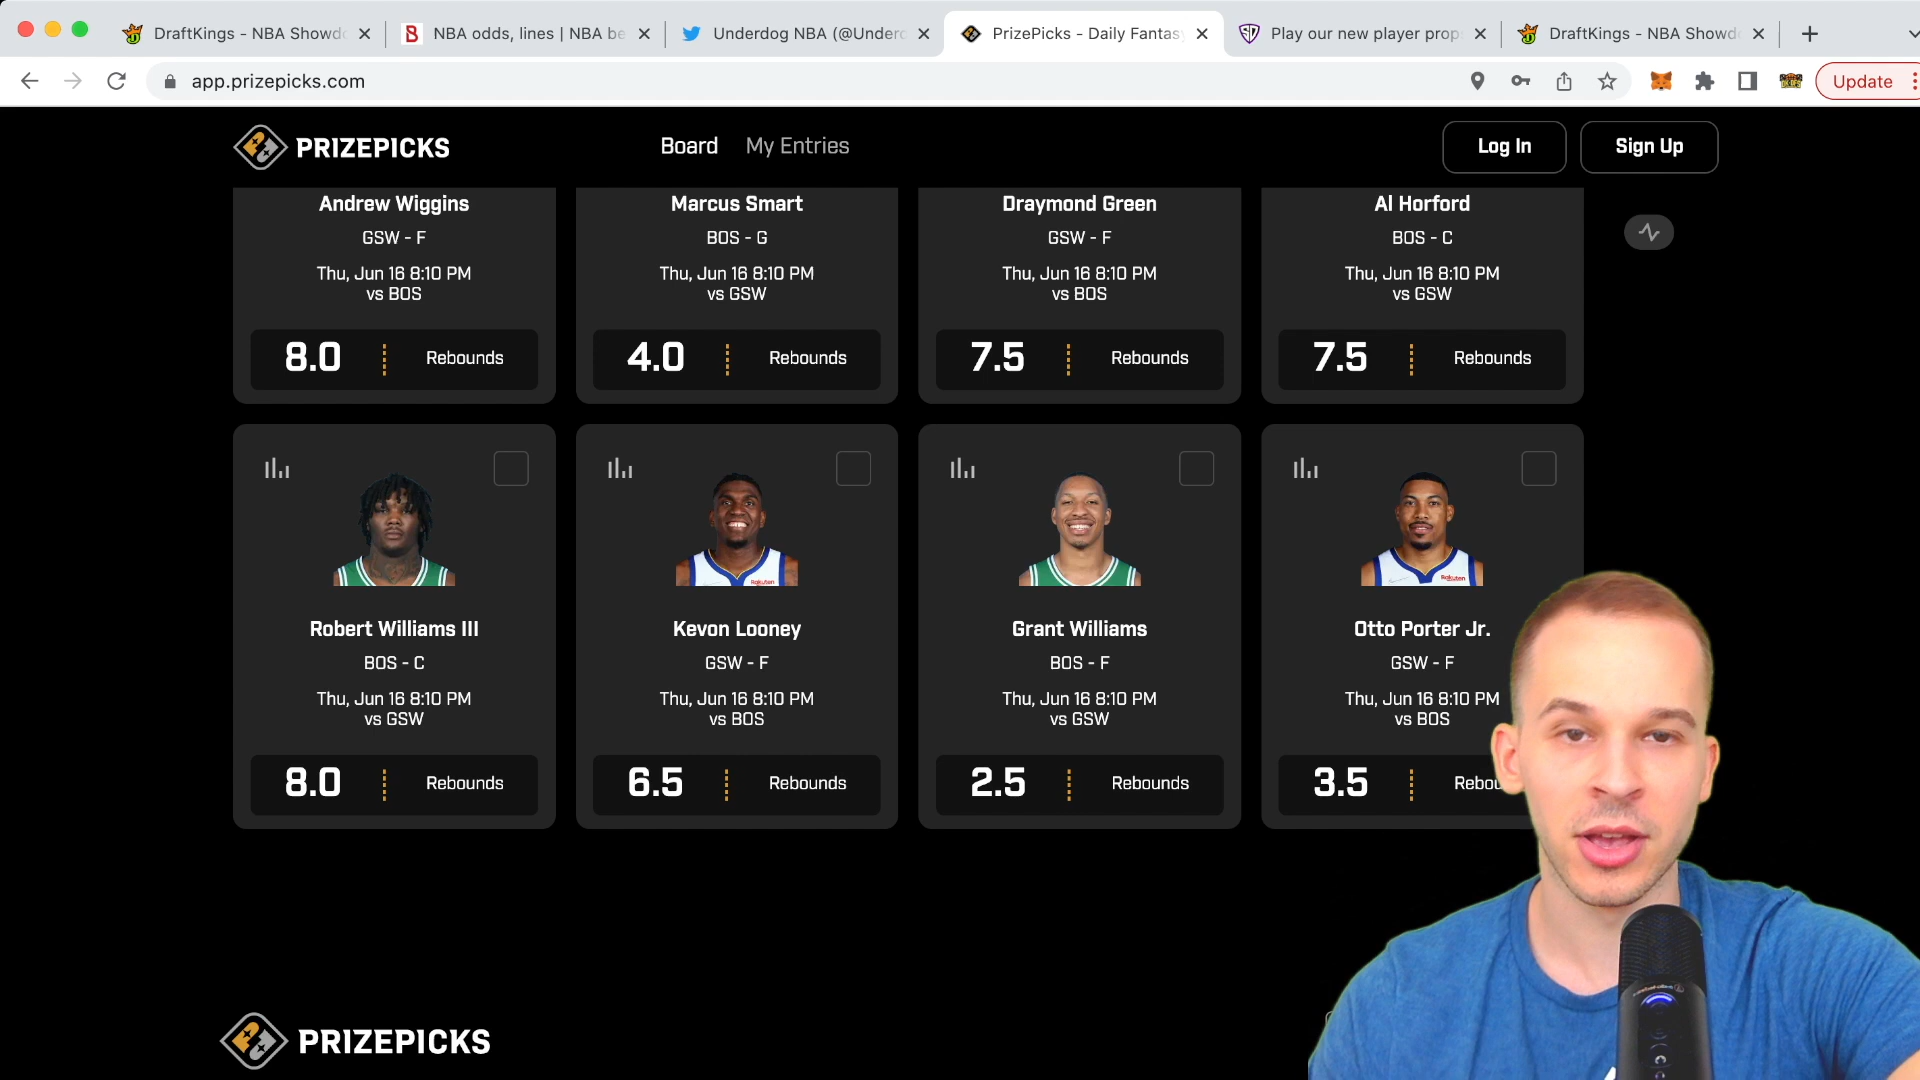 DraftKings - NBA Showdo
NBA odds, lines | NBA be
Underdog NBA (@Underd
PrizePicks - Daily Fantasy
Play our new player props
DraftKings - NBA Showdo
app.prizepicks.com
Update
PRIZEPICKS
Board
My Entries
Log In
Sign Up
Andrew Wiggins
GSW - F
Thu, Jun 16 8:10 PM
vs BOS
8.0
Rebounds
Marcus Smart
BOS - G
Thu, Jun 16 8:10 PM
vs GSW
4.0
Rebounds
Draymond Green
GSW - F
Thu, Jun 16 8:10 PM
vs BOS
7.5
Rebounds
Al Horford
BOS - C
Thu, Jun 16 8:10 PM
vs GSW
7.5
Rebounds
Robert Williams III
BOS - C
Thu, Jun 16 8:10 PM
vs GSW
8.0
Rebounds
Rakuten
Kevon Looney
GSW - F
Thu, Jun 16 8:10 PM
vs BOS
6.5
Rebounds
Grant Williams
BOS - F
Thu, Jun 16 8:10 PM
vs GSW
2.5
Rebounds
Rakuten
Otto Porter Jr.
GSW - F
Thu, Jun 16 8:10 PM
vs BOS
3.5
Rebou
PRIZEPICKS